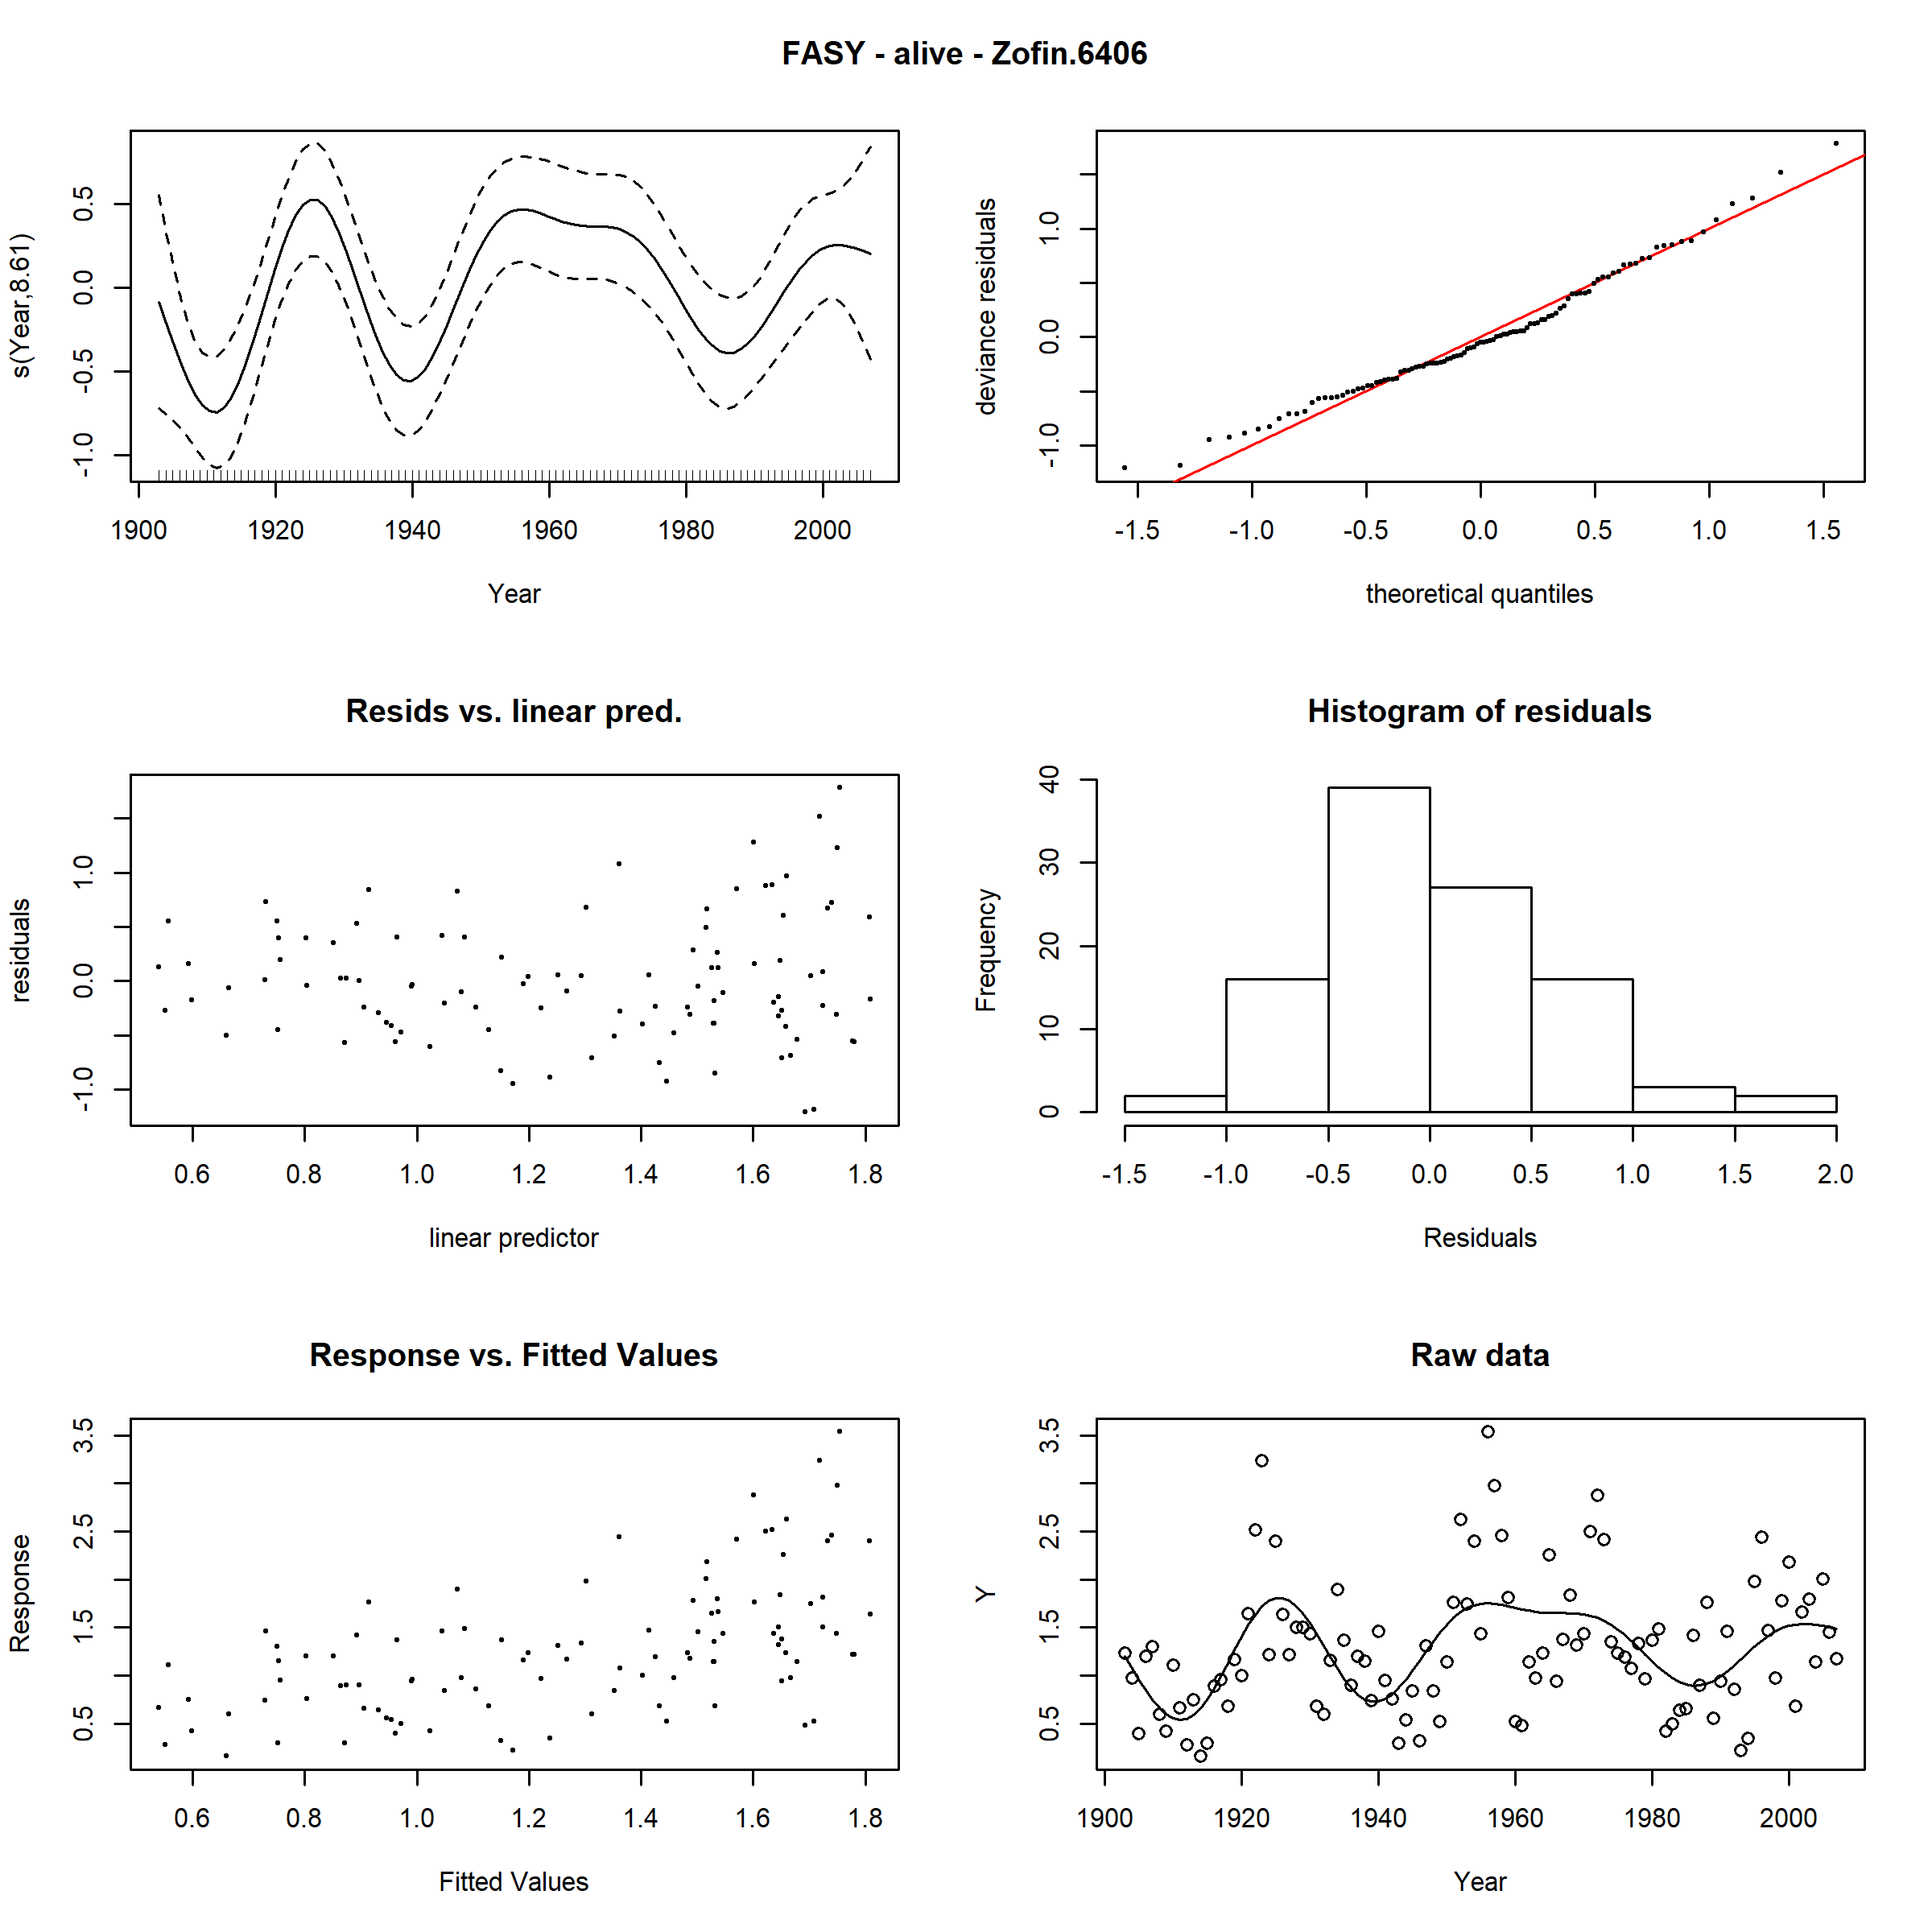 FASY - alive - Zofin.6406
s(Year,8.61)
-1.0 -0.5 0.0 0.5
1900 1920 1940 1960 1980 2000
Year
deviance residuals
-1.0 0.0 1.0
-1.5 -1.0 -0.5 0.0 0.5 1.0 1.5
theoretical quantiles
Resids vs. linear pred.
residuals
-1.0 0.0 1.0
0.6 0.8 1.0 1.2 1.4 1.6 1.8
linear predictor
Histogram of residuals
Frequency
0 10 20 30 40
-1.5 -1.0 -0.5 0.0 0.5 1.0 1.5 2.0
Residuals
Response vs. Fitted Values
Response
0.5 1.5 2.5 3.5
0.6 0.8 1.0 1.2 1.4 1.6 1.8
Fitted Values
Raw data
Y
0.5 1.5 2.5 3.5
1900 1920 1940 1960 1980 2000
Year